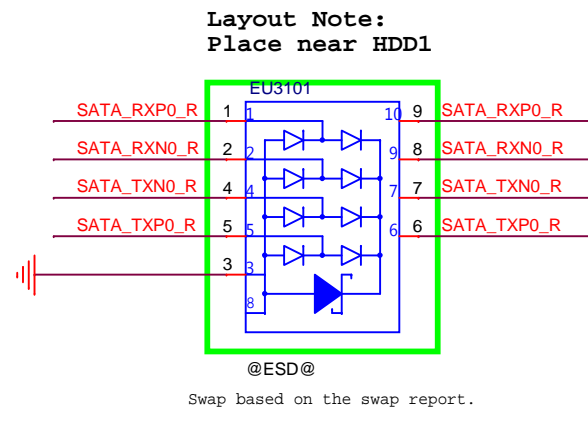 Layout Note:
Place near HDD1
EU3101
SATA_RXP0_R 1 1 10 9 SATA_RXP0_R
SATA_RXN0_R 2 2 9 8 SATA_RXN0_R
SATA_TXN0_R 4 4 7 7 SATA_TXN0_R
SATA_TXP0_R 5 5 6 6 SATA_TXP0_R
3 3
8
@ESD@
Swap based on the swap report.